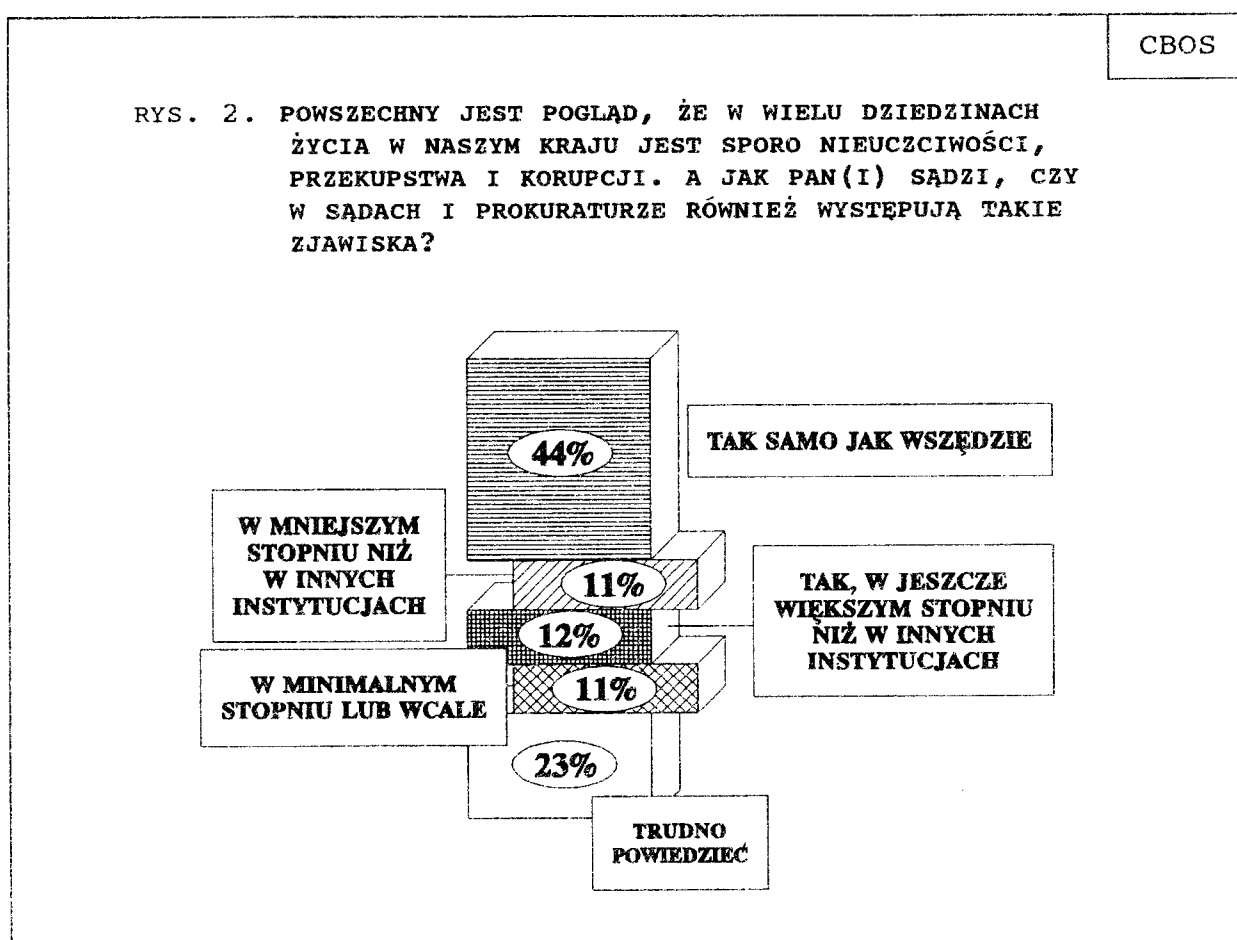 CBOS
RYS. 2. POWSZECHNY JEST POGLĄD, ŻE W WIELU DZIEDZINACH
ŻYCIA W NASZYM KRAJU JEST SPORO NIEUCZCIWOŚCI,
PRZEKUPSTWA I KORUPCJI. A JAK PAN(I) SĄDZI, CZY
W SĄDACH I PROKURATURZE RÓWNIEŻ WYSTĘPUJĄ TAKIE
ZJAWISKA?
44%
TAK SAMO JAK WSZĘDZIE
W MNIEJSZYM
STOPNIU NIŻ
W INNYCH
INSTYTUCJACH
11%
TAK, W JESZCZE
WIĘKSZYM STOPNIU
NIŻ W INNYCH
INSTYTUCJACH
12%
W MINIMALNYM
STOPNIU LUB WCALE
11%
23%
TRUDNO
POWIEDZIEĆ